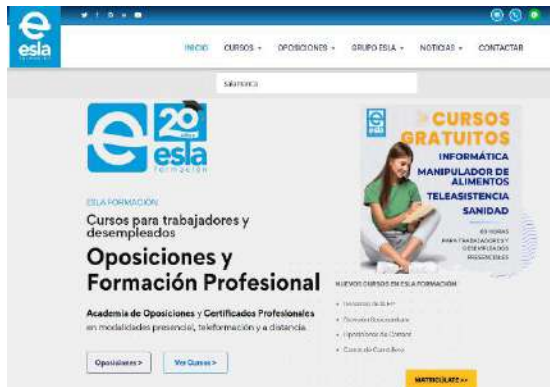 esla
INICIO CURSOS OPOSICIONES GRUPO ESLA NOTICIAS CONTACTAR
salamanca
20
esla
formación
ESLA FORMACIÓN
Cursos para trabajadores y
desempleados
Oposiciones y
Formación Profesional
Academia de Oposiciones y Certificados Profesionales
en modalidades presencial, teleformación y a distancia.
Oposiciones >
Ver Cursos >
CURSOS
GRATUITOS
INFORMÁTICA
MANIPULADOR DE
ALIMENTOS
TELEASISTENCIA
SANIDAD
60 HORAS
PARA TRABAJADORES Y
DESEMPLEADOS
PRESENCIALES
NUEVOS CURSOS EN ESLA FORMACIÓN
MATRICÚLATE >>